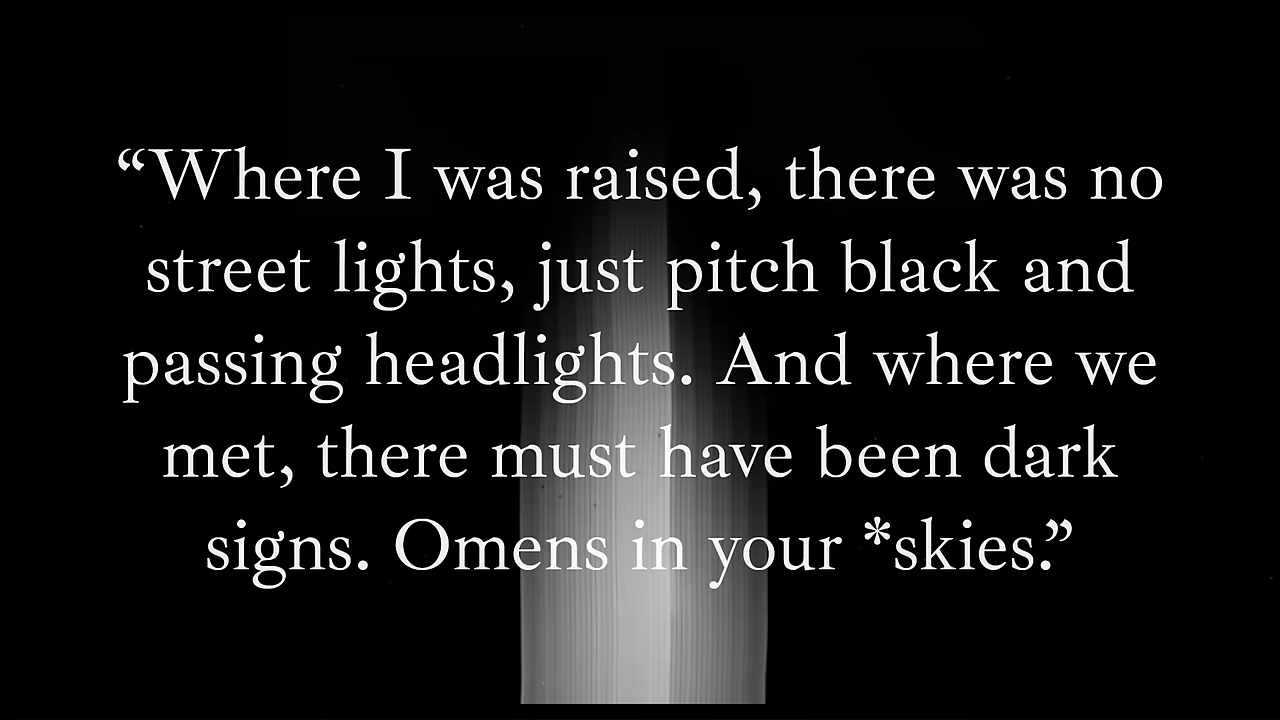 “Where I was raised, there was no
street lights, just pitch black and
passing headlights. And where we
met, there must have been dark
signs. Omens in your *skies.”